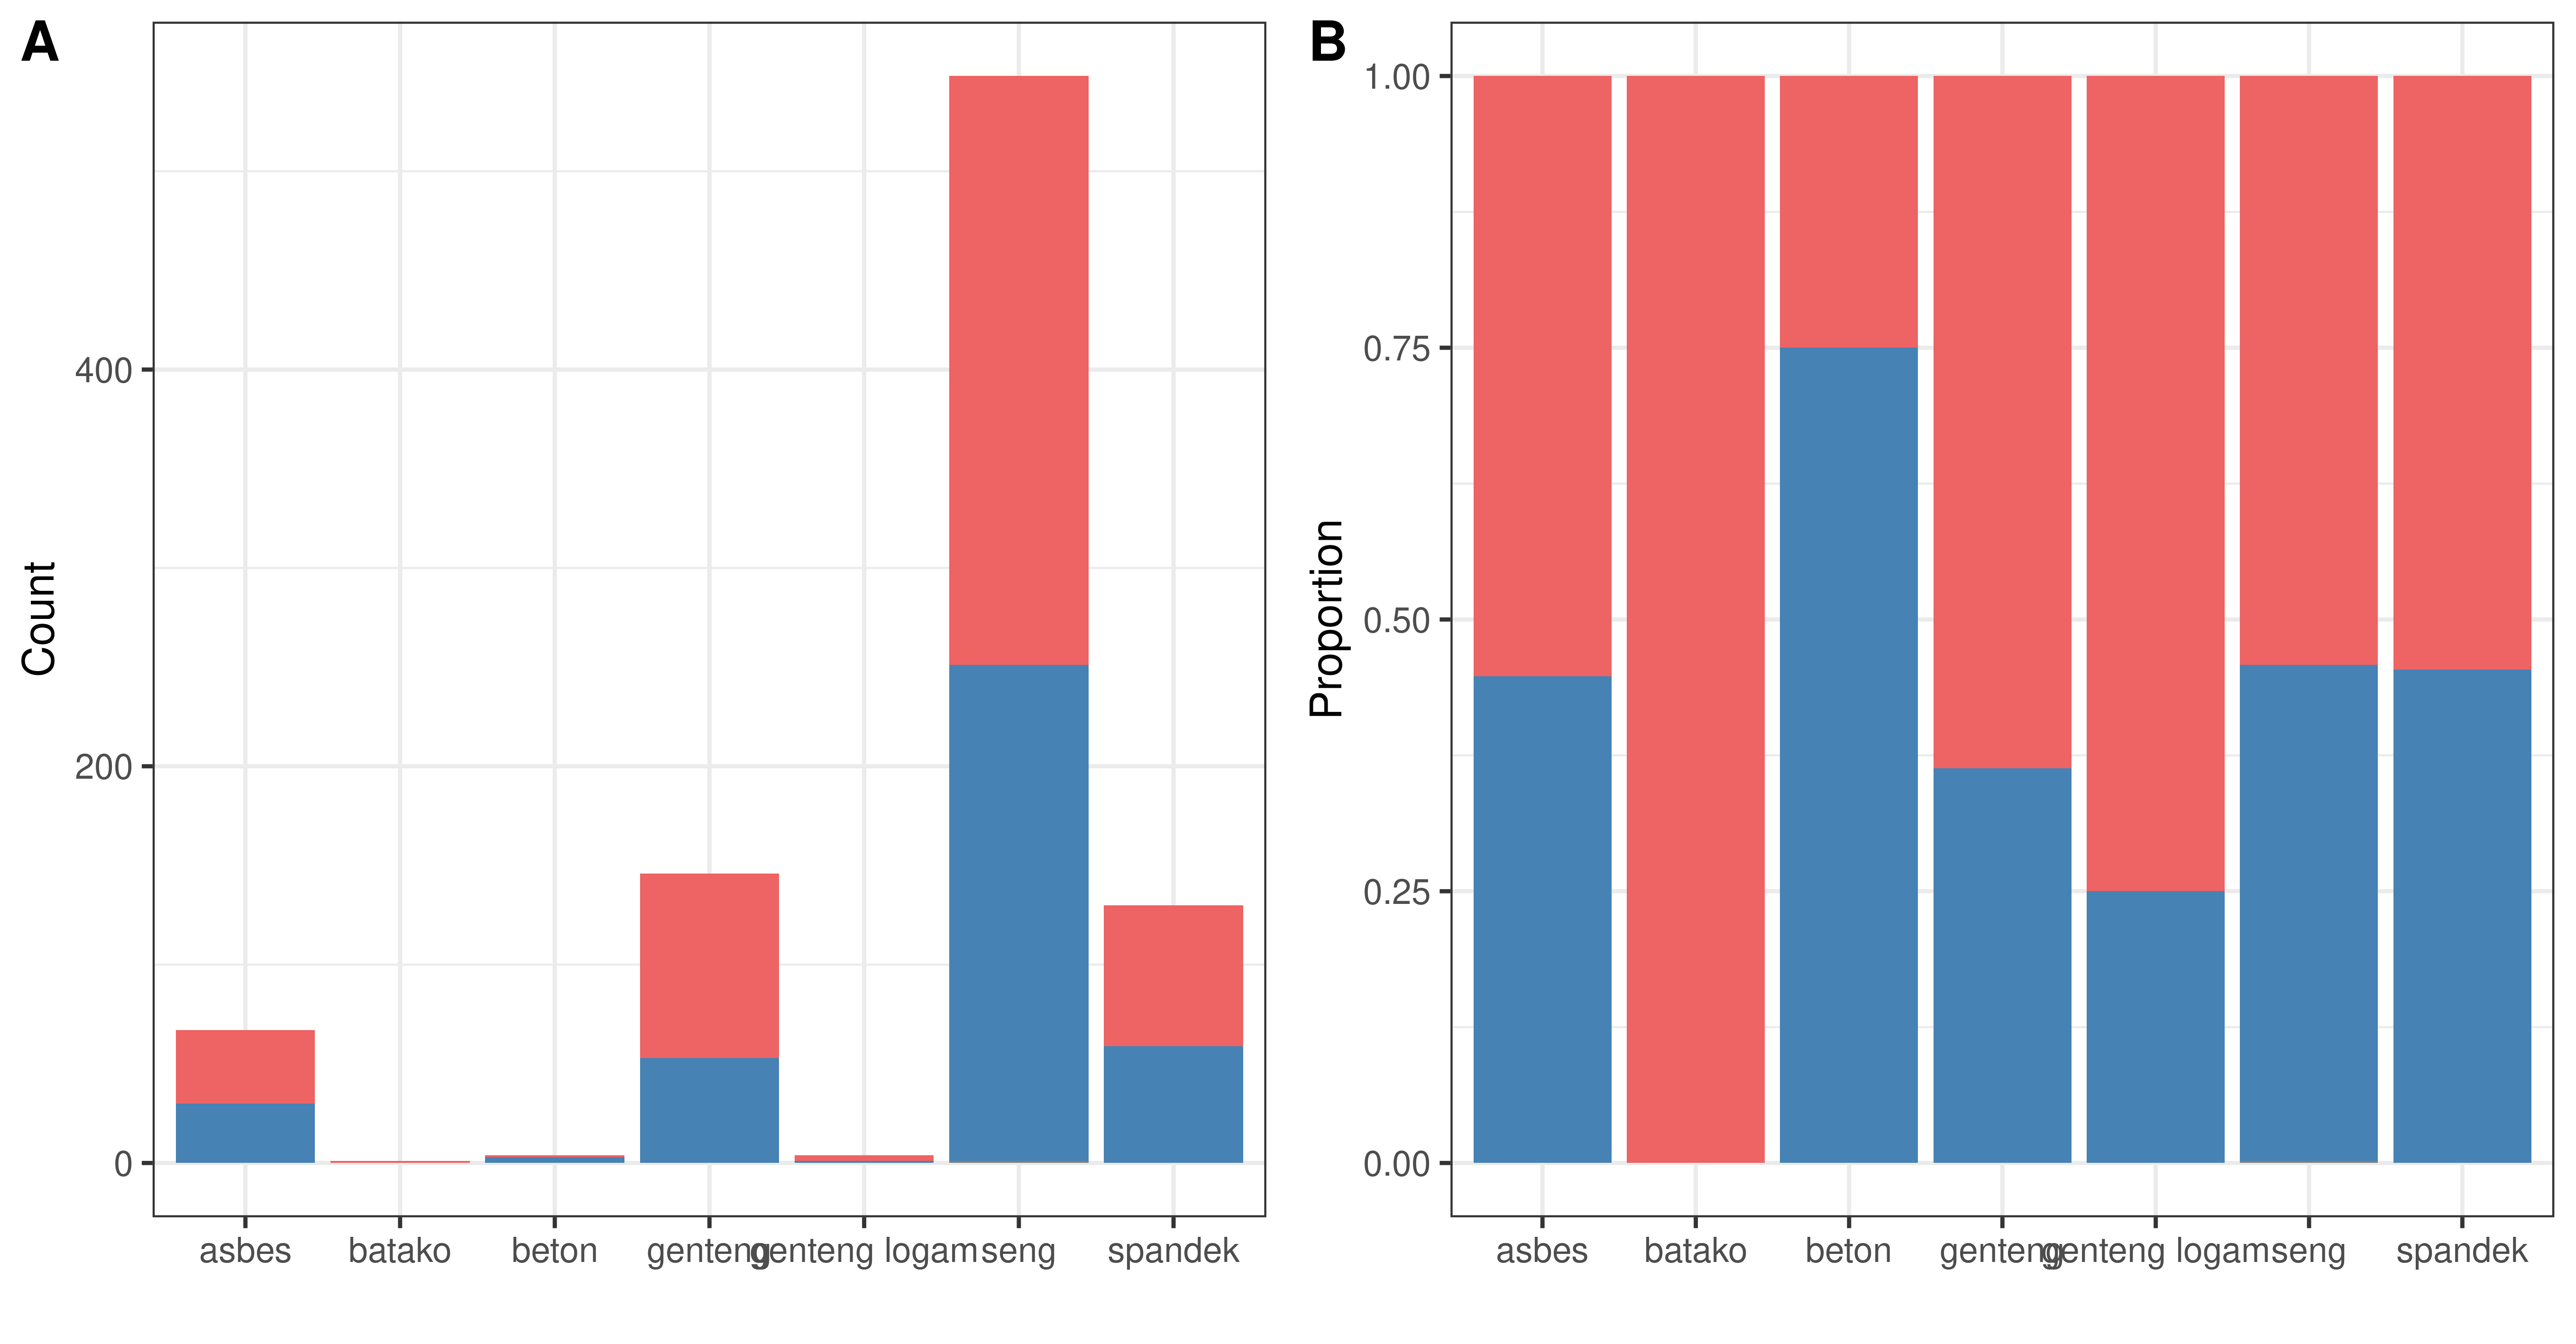 A
Count
400
200
0
asbes
batako
beton
genteng
genteng logam
seng
spandek
B
Proportion
1.00
0.75
0.50
0.25
0.00
asbes
batako
beton
genteng
genteng logam
seng
spandek